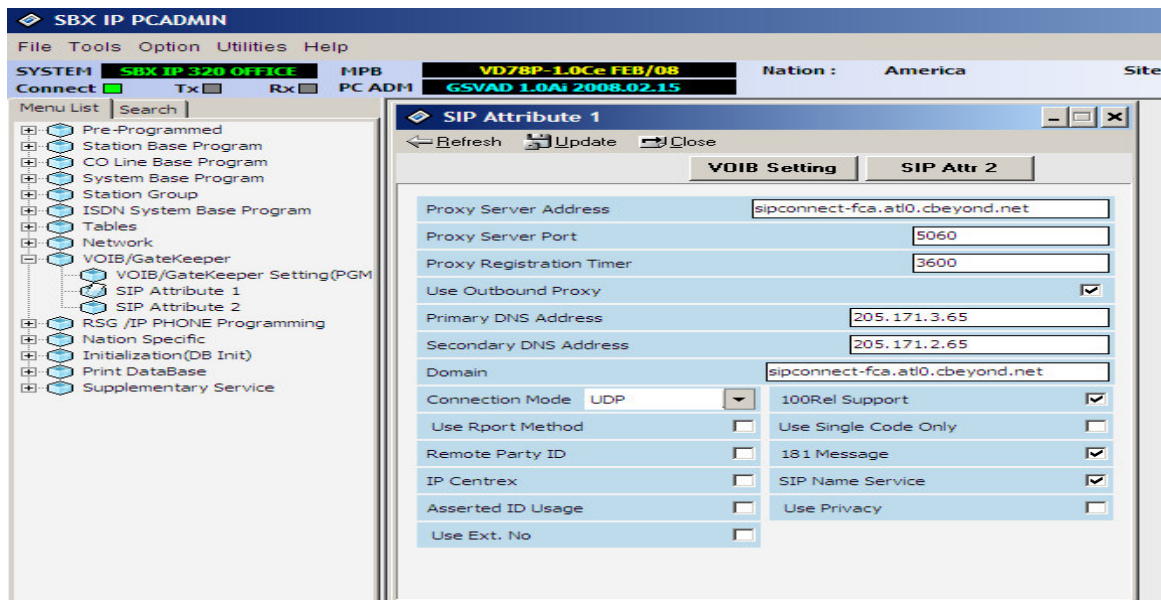 SBX IP PCADMIN
File Tools Option Utilities Help
SYSTEM SBX IP 320 OFFICE MPB VD78P-1.0Ce FEB/08 Nation : America Site
Connect Tx Rx PC ADM GSVAD 1.0Ai 2008.02.15
Menu List Search
Pre-Programmed
Station Base Program
CO Line Base Program
System Base Program
Station Group
ISDN System Base Program
Tables
Network
VOIB/GateKeeper
VOIB/GateKeeper Setting(PGM
SIP Attribute 1
SIP Attribute 2
RSG /IP PHONE Programming
Nation Specific
Initialization(DB Init)
Print DataBase
Supplementary Service
SIP Attribute 1
Refresh Update Close
VOIB Setting SIP Attr 2
Proxy Server Address sipconnect-fca.atl0.cbeyond.net
Proxy Server Port 5060
Proxy Registration Timer 3600
Use Outbound Proxy
Primary DNS Address 205.171.3.65
Secondary DNS Address 205.171.2.65
Domain sipconnect-fca.atl0.cbeyond.net
Connection Mode UDP 100Rel Support
Use Rport Method Use Single Code Only
Remote Party ID 181 Message
IP Centrex SIP Name Service
Asserted ID Usage Use Privacy
Use Ext. No